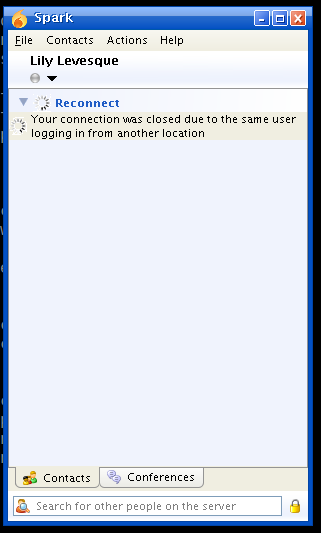 Spark
File Contacts Actions Help
Lily Levesque
Reconnect
Your connection was closed due to the same user
logging in from another location
Contacts Conferences
Search for other people on the server